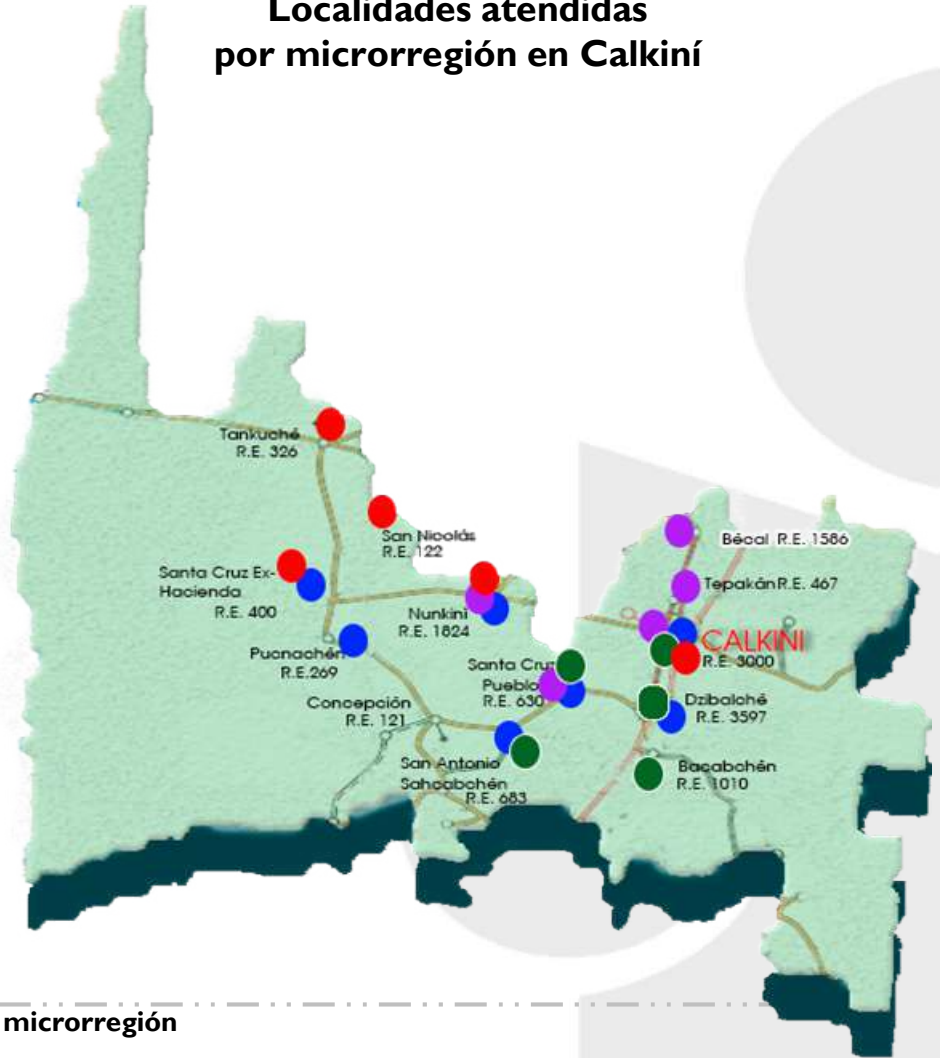 Localidades atendidas
por microrregión en Calkiní
Tankuché
R.E. 326
San Nicolás
R.E. 122
Santa Cruz Ex-
Hacienda
R.E. 400
Nunkiní
R.E. 1824
Bécal R.E. 1586
Tepakán R.E. 467
CALKINI
R.E. 3000
Pucnachén
R.E.269
Santa Cruz
Pueblo
R.E. 630
Concepción
R.E. 121
Dzibalché
R.E. 3597
San Antonio
Sahcabchén
R.E. 683
Bacabchén
R.E. 1010
microrregión